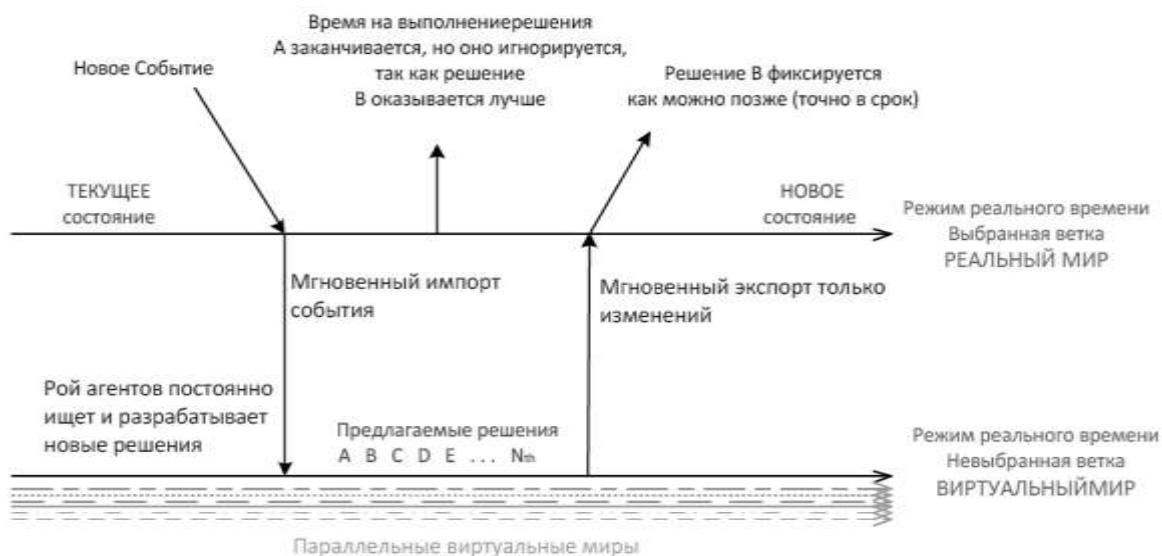 Время на выполнениерешения
А заканчивается, но оно игнорируется,
так как решение
В оказывается лучше
Новое Событие
Решение В фиксируется
как можно позже (точно в срок)
ТЕКУЩЕЕ
состояние
НОВОЕ
состояние
Режим реального времени
Выбранная ветка
РЕАЛЬНЫЙ МИР
Мгновенный импорт
события
Мгновенный экспорт только
изменений
Рой агентов постоянно
ищет и разрабатывает
новые решения
Предлагаемые решения
A B C D E ... Nth
Режим реального времени
Невыбранная ветка
ВИРТУАЛЬНЫЙМИР
Параллельные виртуальные миры